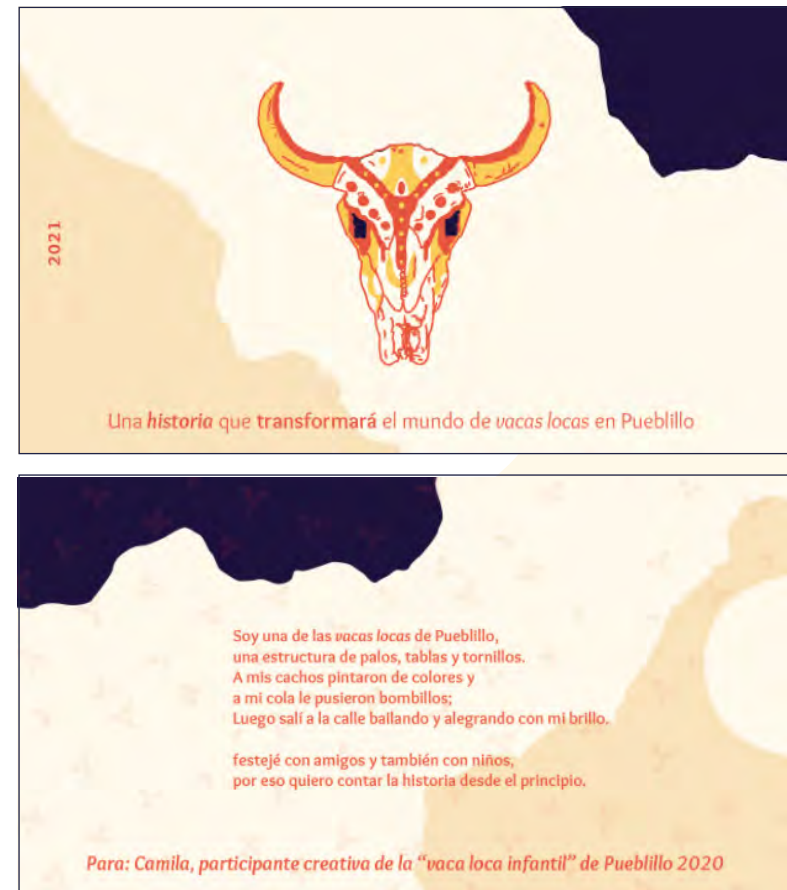 2021
Una historia que transformará el mundo de vacas locas en Pueblillo
Soy una de las vacas locas de Pueblillo,
una estructura de palos, tablas y tornillos.
A mis cachos pintaron de colores y
a mi cola le pusieron bombillos;
Luego salí a la calle bailando y alegrando con mi brillo.
festejé con amigos y también con niños,
por eso quiero contar la historia desde el principio.
Para: Camila, participante creativa de la “vaca loca infantil” de Pueblillo 2020